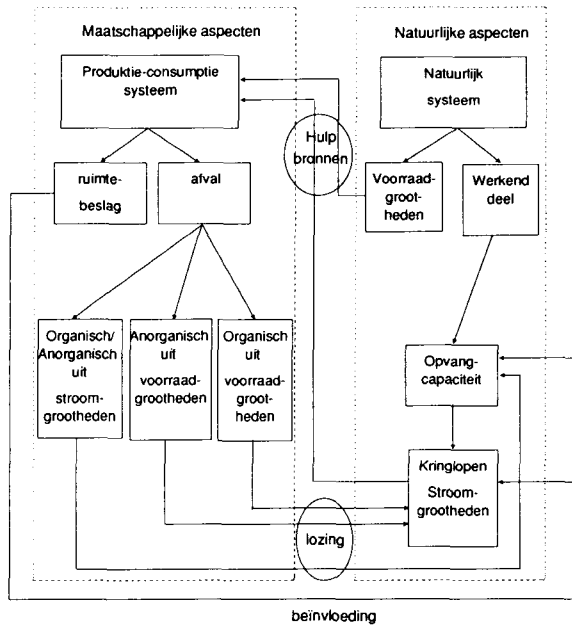 Maatschappelijke aspecten
Produktie-consumptie
systeem
ruimte-
beslag
afval
Organisch/
Anorganisch
uit
stroom-
grootheden
Anorganisch
uit
voorraad-
grootheden
Organisch
uit
voorraad-
groot-
heden
Hulp
bronnen
lozing
Natuurlijke aspecten
Natuurlijk
systeem
Voorraad-
groot-
heden
Werkend
deel
Opvang-
capaciteit
Kringlopen
Stroom-
grootheden
beïnvloeding